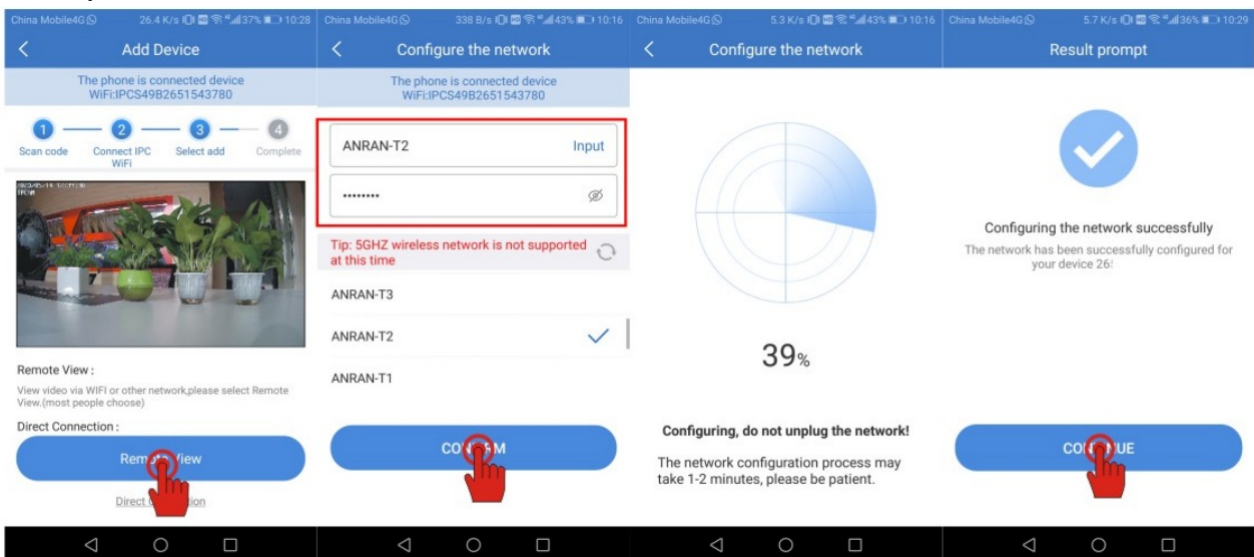 China Mobile4G
26.4 K/s
37%
10:28
Add Device
The phone is connected device
WiFi:IPCS49B2651543780
1
2
3
4
Scan code
Connect IPC
WiFi
Select add
Complete
IPCAM
Remote View :
View video via WIFI or other network,please select Remote
View.(most people choose)
Direct Connection :
Remote View
Direct
China Mobile4G
338 B/s
43%
10:16
Configure the network
The phone is connected device
WiFi:IPCS49B2651543780
ANRAN-T2
Input
••••••••
Tip: 5GHZ wireless network is not supported
at this time
ANRAN-T3
ANRAN-T2
ANRAN-T1
CONFIRM
China Mobile4G
5.3 K/s
43%
10:16
Configure the network
39%
Configuring, do not unplug the network!
The network configuration process may
take 1-2 minutes, please be patient.
China Mobile4G
5.7 K/s
36%
10:29
Result prompt
Configuring the network successfully
The network has been successfully configured for
your device 26
CONTINUE